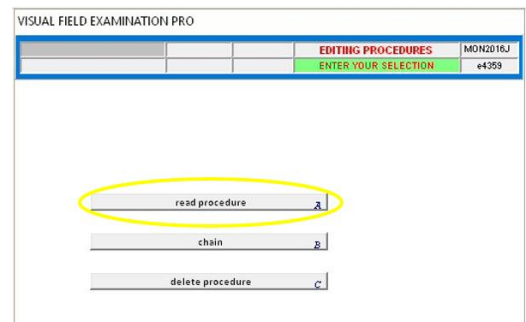 VISUAL FIELD EXAMINATION PRO
EDITING PROCEDURES MON2016J
ENTER YOUR SELECTION e4359
read procedure A
chain B
delete procedure C